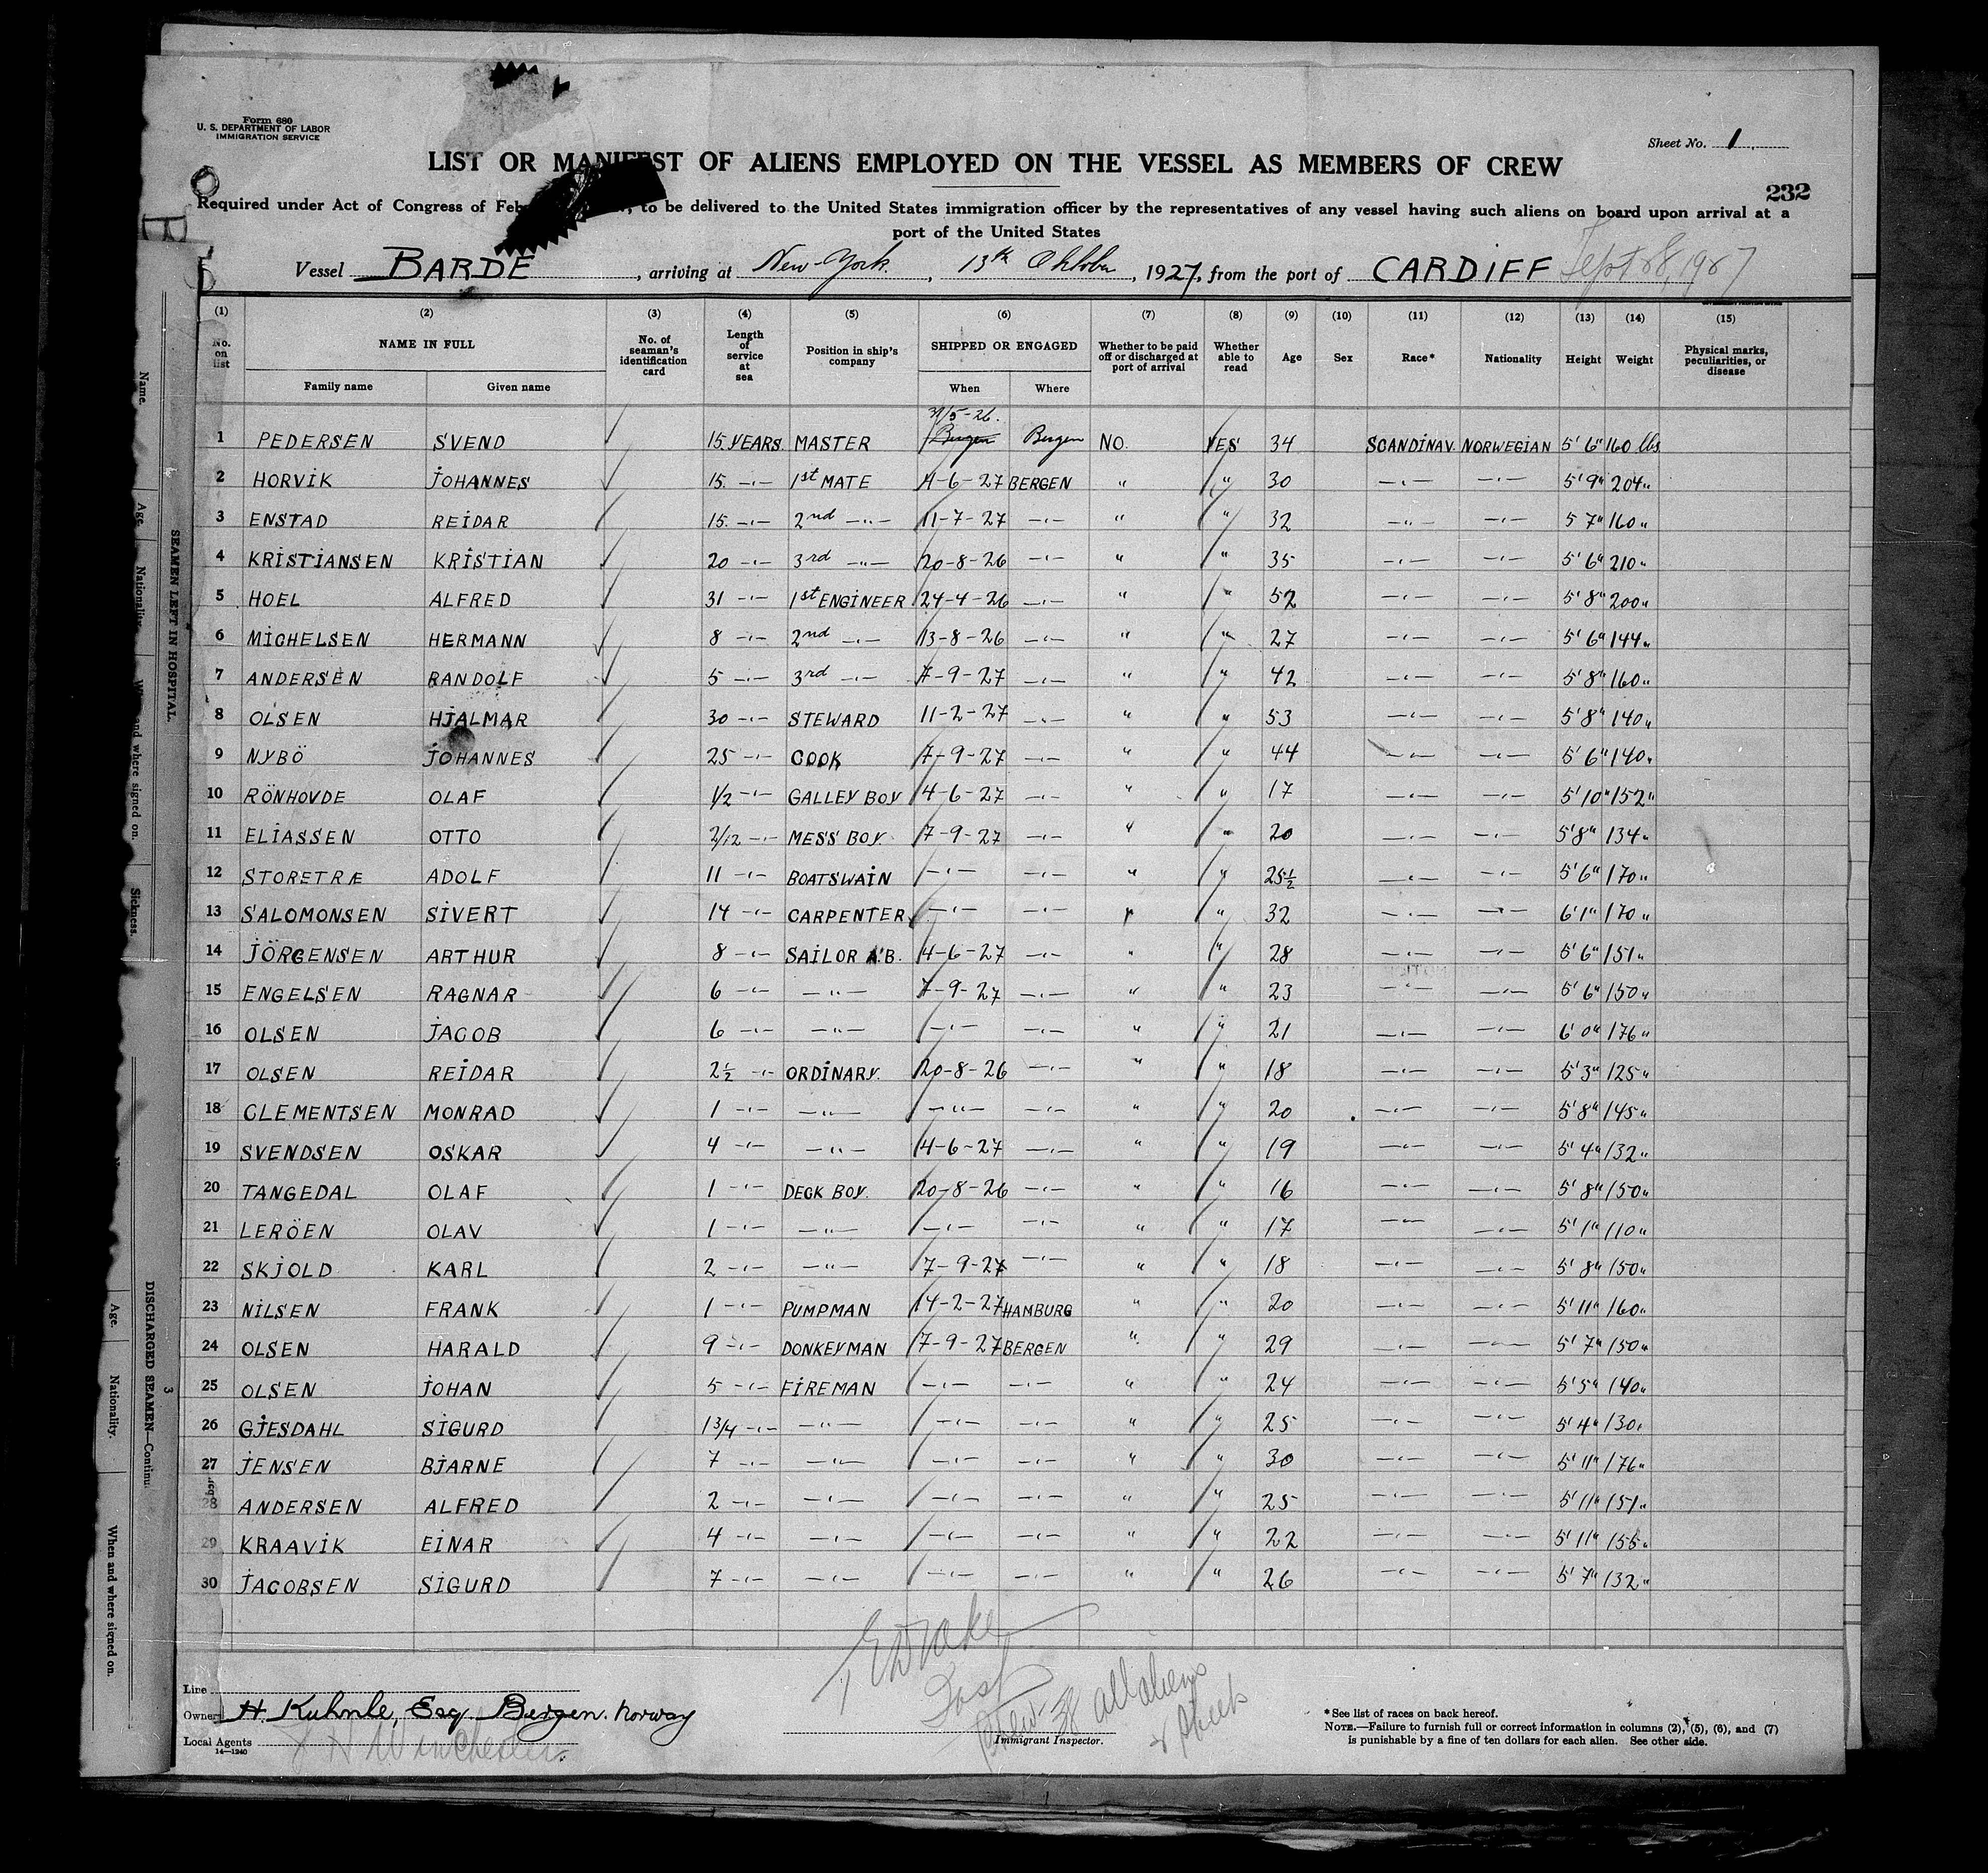 Form 680
U. S. DEPARTMENT OF LABOR
IMMIGRATION SERVICE
Sheet No. 1
LIST OR MANIFEST OF ALIENS EMPLOYED ON THE VESSEL AS MEMBERS OF CREW
232
Required under Act of Congress of Feb , to be delivered to the United States immigration officer by the representatives of any vessel having such aliens on board upon arrival at a
port of the United States
Vessel BARDE , arriving at New-York. , 13th Oktober , 1927, from the port of CARDIFF Sept 28, 1927
(1) (2) (3) (4) (5) (6) (7) (8) (9) (10) (11) (12) (13) (14) (15)
No. on list NAME IN FULL No. of seaman's identification card Length of service at sea Position in ship's company SHIPPED OR ENGAGED Whether to be paid off or discharged at port of arrival Whether able to read Age Sex Race* Nationality Height Weight Physical marks, peculiarities, or disease
Family name Given name When Where
31/5-26.
1 PEDERSEN SVEND 15 YEARS. MASTER Bergen Bergen NO. YES 34 SCANDINAV. NORWEGIAN 5' 6" 160 lbs.
2 HORVIK JOHANNES 15. -"- 1st MATE 4-6-27 BERGEN " " 30 -"- -"- 5' 9" 204 "
3 ENSTAD REIDAR 15. -"- 2nd -"- 11-7-27 -"- " " 32 -"- -"- 5 7" 160 "
4 KRISTIANSEN KRISTIAN 20 -"- 3rd -"- 20-8-26 -"- " " 35 -"- -"- 5' 6" 210 "
5 HOEL ALFRED 31 -"- 1st ENGINEER 24-4-26 -"- " " 52 -"- -"- 5' 8" 200 "
6 MICHELSEN HERMANN 8 -"- 2nd -"- 13-8-26 -"- " " 27 -"- -"- 5' 6" 144 "
7 ANDERSEN RANDOLF 5 -"- 3rd -"- 7-9-27 -"- " " 42 -"- -"- 5' 8" 160 "
8 OLSEN HJALMAR 30 -"- STEWARD 11-2-27 -"- " " 53 -"- -"- 5' 8" 140 "
9 NYBÖ JOHANNES 25 -"- COOK 7-9-27 -"- " " 44 -"- -"- 5' 6" 140 "
10 RÖNHOVDE OLAF 1/2 -"- GALLEY BOY 4-6-27 -"- " " 17 -"- -"- 5' 10" 152 "
11 ELIASSEN OTTO 2/12 -"- MESS BOY. 7-9-27 -"- " " 20 -"- -"- 5' 8" 134 "
12 STORETRÆ ADOLF 11 -"- BOATSWAIN -"- -"- " " 25 1/2 -"- -"- 5' 6" 170 "
13 SALOMONSEN SIVERT 14 -"- CARPENTER -"- -"- " " 32 -"- -"- 6' 1" 170 "
14 JÖRGENSEN ARTHUR 8 -"- SAILOR A.B. 4-6-27 -"- " " 28 -"- -"- 5' 6" 151 "
15 ENGELSEN RAGNAR 6 -"- -"- 7-9-27 -"- " " 23 -"- -"- 5' 6" 150 "
16 OLSEN JACOB 6 -"- -"- -"- -"- " " 21 -"- -"- 6' 0" 176 "
17 OLSEN REIDAR 2 1/2 -"- ORDINARY. 20-8-26 -"- " " 18 -"- -"- 5' 3" 125 "
18 CLEMENTSEN MONRAD 1 -"- -"- -"- -"- " " 20 -"- -"- 5' 8" 145 "
19 SVENDSEN OSKAR 4 -"- -"- 4-6-27 -"- " " 19 -"- -"- 5' 4" 132 "
20 TANGEDAL OLAF 1 -"- DECK BOY. 20-8-26 -"- " " 16 -"- -"- 5' 8" 150 "
21 LERÖEN OLAV 1 -"- -"- -"- -"- " " 17 -"- -"- 5' 1" 110 "
22 SKJOLD KARL 2 -"- -"- 7-9-27 -"- " " 18 -"- -"- 5' 8" 150 "
23 NILSEN FRANK 1 -"- PUMPMAN 14-2-27 HAMBURG " " 20 -"- -"- 5' 11" 160 "
24 OLSEN HARALD 9 -"- DONKEYMAN 7-9-27 BERGEN " " 29 -"- -"- 5' 7" 150 "
25 OLSEN JOHAN 5 -"- FIREMAN -"- -"- " " 24 -"- -"- 5' 5" 140 "
26 GJESDAHL SIGURD 1 3/4 -"- -"- -"- -"- " " 25 -"- -"- 5' 4" 130 "
27 JENSEN BJARNE 7 -"- -"- -"- -"- " " 30 -"- -"- 5' 11" 176 "
28 ANDERSEN ALFRED 2 -"- -"- -"- -"- " " 25 -"- -"- 5' 11" 151 "
29 KRAAVIK EINAR 4 -"- -"- -"- -"- " " 22 -"- -"- 5' 11" 155 "
30 JACOBSEN SIGURD 7 -"- -"- -"- -"- " " 26 -"- -"- 5' 7" 132 "
Line
Owner H. Kuhnle, Esq Bergen. Norway
Local Agents H Winchester
14-1240
Crew 38 all aliens
2 sheets
Immigrant Inspector.
*See list of races on back hereof.
NOTE.—Failure to furnish full or correct information in columns (2), (5), (6), and (7)
is punishable by a fine of ten dollars for each alien. See other side.
Name. Age. Nationality. When and where signed on. Sickness.
SEAMEN LEFT IN HOSPITAL.
DISCHARGED SEAMEN—Continu
3
Age. Nationality. When and where signed on.